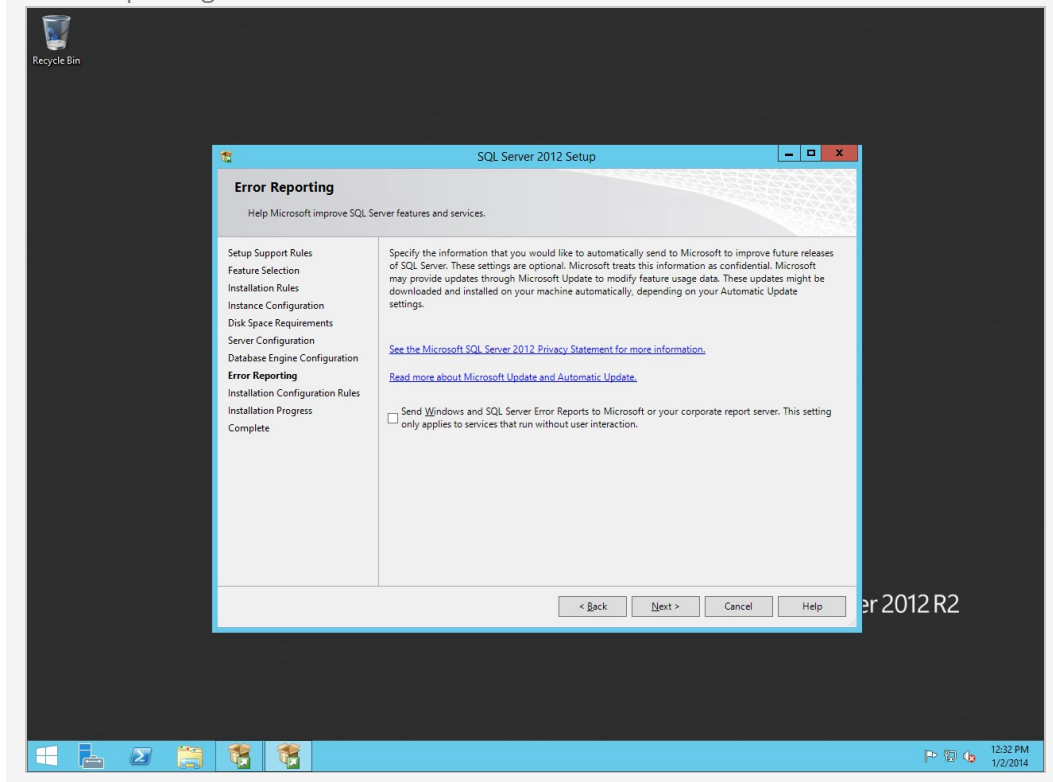 Recycle Bin
SQL Server 2012 Setup
Error Reporting
Help Microsoft improve SQL Server features and services.
Setup Support Rules
Feature Selection
Installation Rules
Instance Configuration
Disk Space Requirements
Server Configuration
Database Engine Configuration
Error Reporting
Installation Configuration Rules
Installation Progress
Complete
Specify the information that you would like to automatically send to Microsoft to improve future releases
of SQL Server. These settings are optional. Microsoft treats this information as confidential. Microsoft
may provide updates through Microsoft Update to modify feature usage data. These updates might be
downloaded and installed on your machine automatically, depending on your Automatic Update
settings.
See the Microsoft SQL Server 2012 Privacy Statement for more information.
Read more about Microsoft Update and Automatic Update.
Send Windows and SQL Server Error Reports to Microsoft or your corporate report server. This setting
only applies to services that run without user interaction.
< Back
Next >
Cancel
Help
er 2012 R2
12:32 PM
1/2/2014